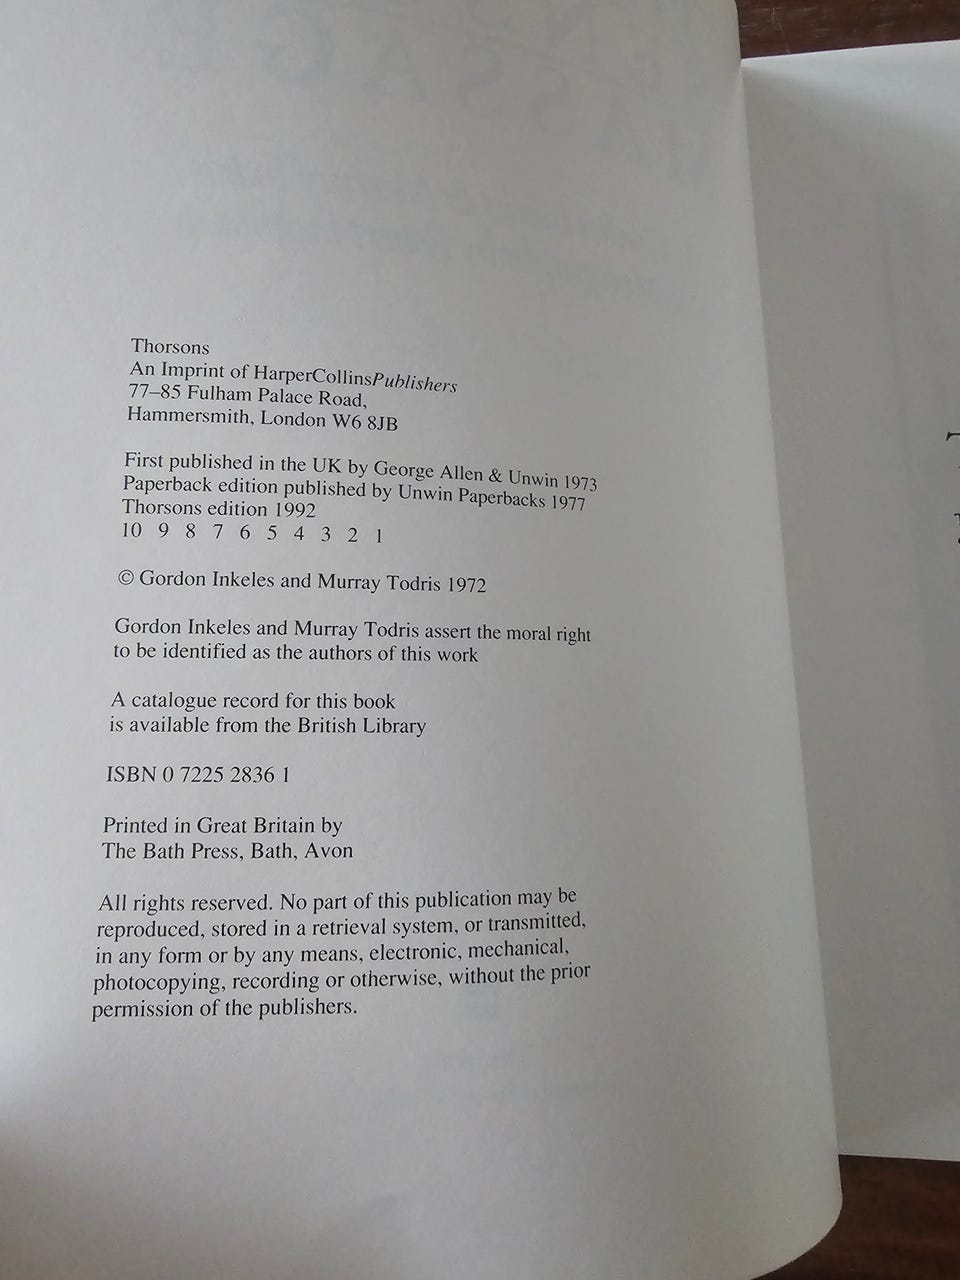 Thorsons
An Imprint of HarperCollinsPublishers
77–85 Fulham Palace Road,
Hammersmith, London W6 8JB
First published in the UK by George Allen & Unwin 1973
Paperback edition published by Unwin Paperbacks 1977
Thorsons edition 1992
10 9 8 7 6 5 4 3 2 1
© Gordon Inkeles and Murray Todris 1972
Gordon Inkeles and Murray Todris assert the moral right
to be identified as the authors of this work
A catalogue record for this book
is available from the British Library
ISBN 0 7225 2836 1
Printed in Great Britain by
The Bath Press, Bath, Avon
All rights reserved. No part of this publication may be
reproduced, stored in a retrieval system, or transmitted,
in any form or by any means, electronic, mechanical,
photocopying, recording or otherwise, without the prior
permission of the publishers.